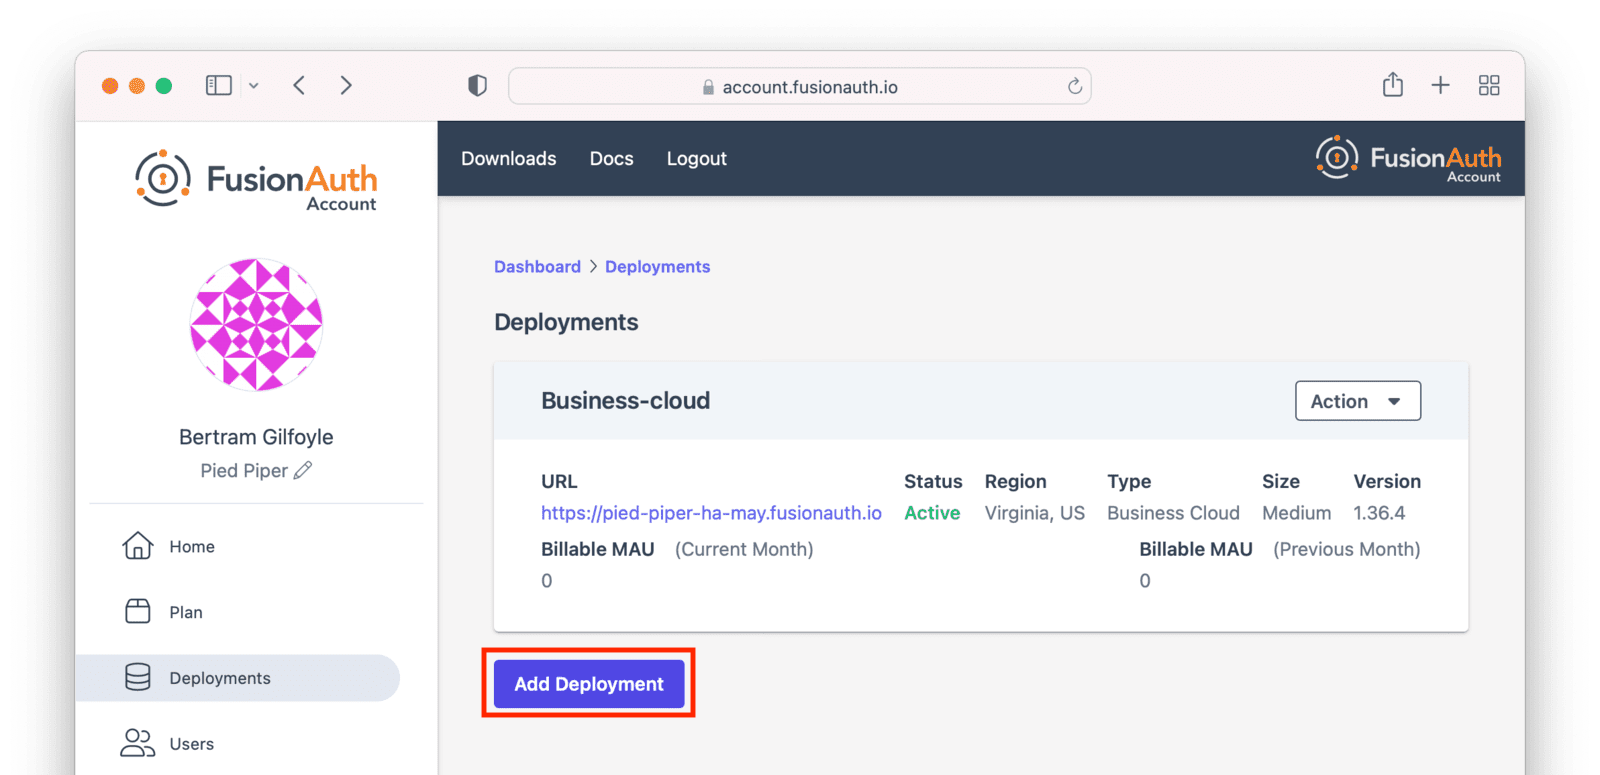 account.fusionauth.io
FusionAuth
Account
Downloads Docs Logout
FusionAuth
Account
Bertram Gilfoyle
Pied Piper
Home
Plan
Deployments
Users
Dashboard > Deployments
Deployments
Business-cloud
Action
URL Status Region Type Size Version
https://pied-piper-ha-may.fusionauth.io Active Virginia, US Business Cloud Medium 1.36.4
Billable MAU (Current Month) Billable MAU (Previous Month)
0 0
Add Deployment